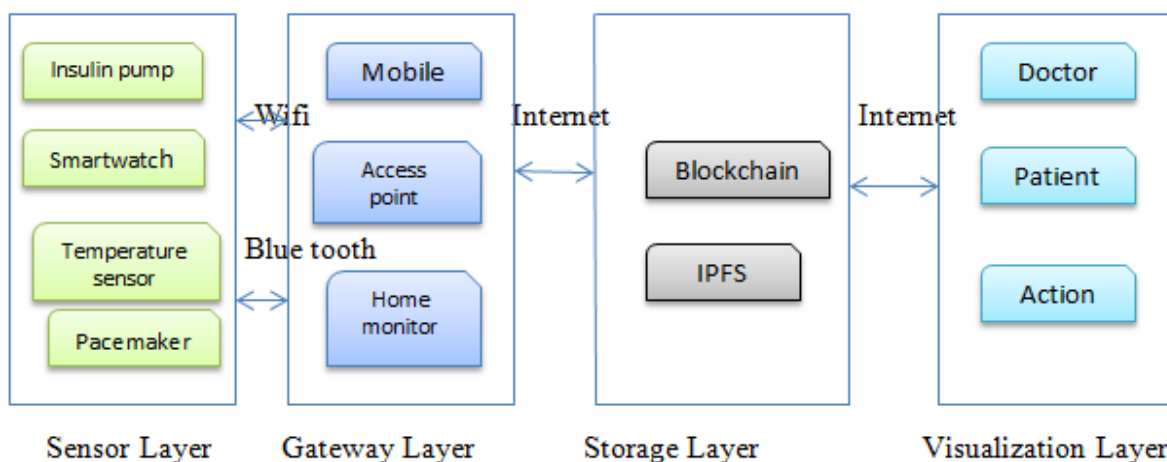 Insulin pump
Smartwatch
Temperature
sensor
Pacemaker
Wifi
Blue tooth
Mobile
Access
point
Home
monitor
Internet
Blockchain
IPFS
Internet
Doctor
Patient
Action
Sensor Layer
Gateway Layer
Storage Layer
Visualization Layer